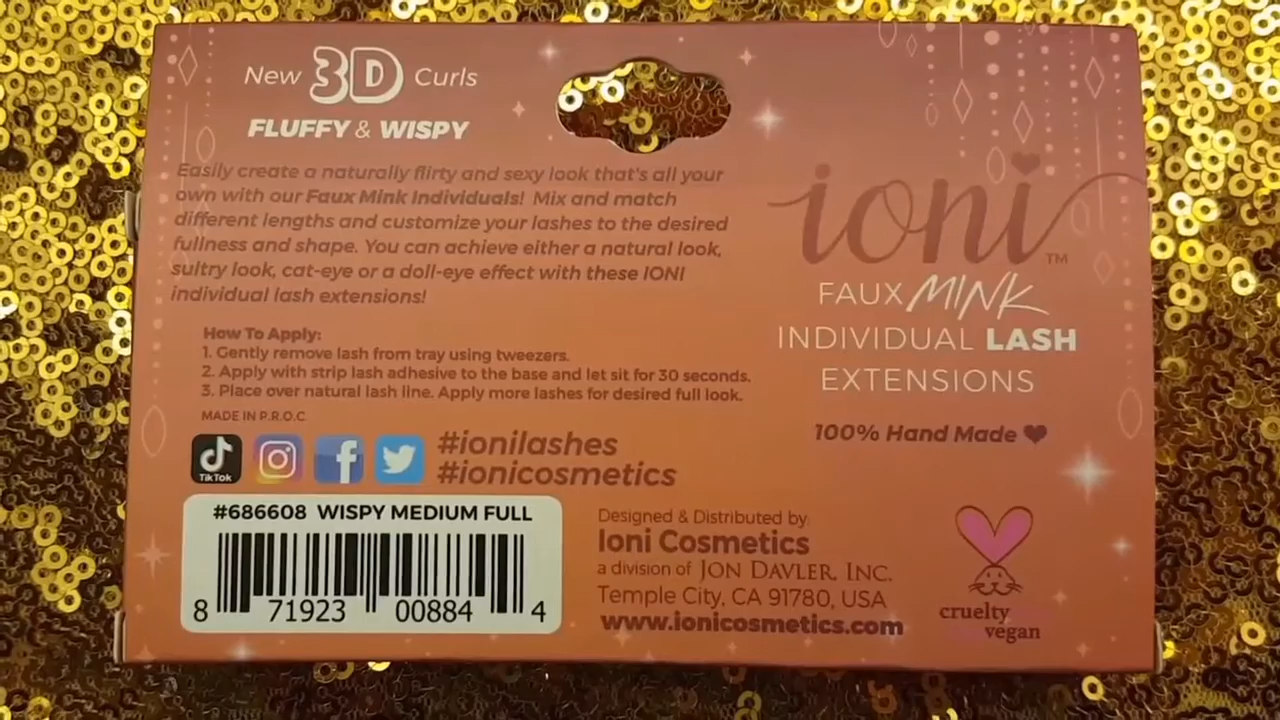 New 3D Curls
FLUFFY & WISPY
Easily create a naturally flirty and sexy look that's all your
own with our Faux Mink Individuals! Mix and match
different lengths and customize your lashes to the desired
fullness and shape. You can achieve either a natural look,
sultry look, cat-eye or a doll-eye effect with these IONI
individual lash extensions!
How To Apply:
1. Gently remove lash from tray using tweezers.
2. Apply with strip lash adhesive to the base and let sit for 30 seconds.
3. Place over natural lash line. Apply more lashes for desired full look.
MADE IN P.R.O.C.
TikTok
#ionilashes
#ionicosmetics
#686608 WISPY MEDIUM FULL
8 71923 00884 4
ioni™
FAUX MINK
INDIVIDUAL LASH
EXTENSIONS
100% Hand Made
Designed & Distributed by:
Ioni Cosmetics
a division of JON DAVLER, INC.
Temple City, CA 91780, USA
www.ionicosmetics.com
cruelty
vegan